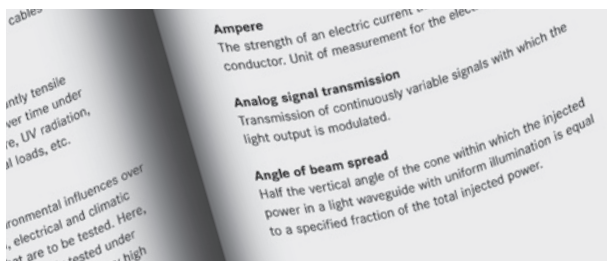 cables
ntly tensile
ver time under
e, UV radiation,
al loads, etc.
ronmental influences over
, electrical and climatic
at are to be tested. Here,
tested under
high
Ampere
The strength of an electric current
conductor. Unit of measurement for the elec
Analog signal transmission
Transmission of continuously variable signals with which the
light output is modulated.
Angle of beam spread
Half the vertical angle of the cone within which the injected
power in a light waveguide with uniform illumination is equal
to a specified fraction of the total injected power.